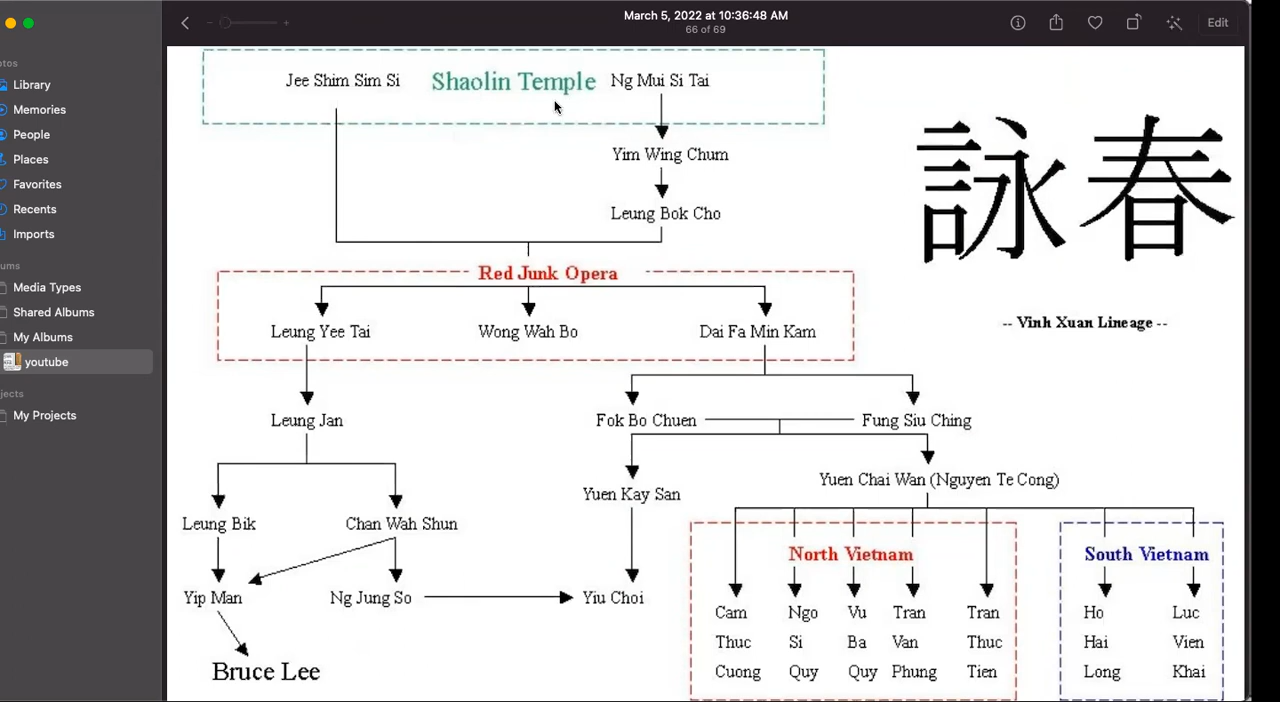 March 5, 2022 at 10:36:48 AM
66 of 69
Edit
otos
Library
Memories
People
Places
Favorites
Recents
Imports
ums
Media Types
Shared Albums
My Albums
youtube
jects
My Projects
Jee Shim Sim Si
Shaolin Temple
Ng Mui Si Tai
Yim Wing Chum
Leung Bok Cho
詠春
-- Vinh Xuan Lineage --
Red Junk Opera
Leung Yee Tai
Wong Wah Bo
Dai Fa Min Kam
Leung Jan
Fok Bo Chuen
Fung Siu Ching
Yuen Kay San
Yuen Chai Wan (Nguyen Te Cong)
Leung Bik
Chan Wah Shun
Yip Man
Ng Jung So
Yiu Choi
Bruce Lee
North Vietnam
Cam Thuc Cuong
Ngo Si Quy
Vu Ba Quy
Tran Van Phung
Tran Thuc Tien
South Vietnam
Ho Hai Long
Luc Vien Khai